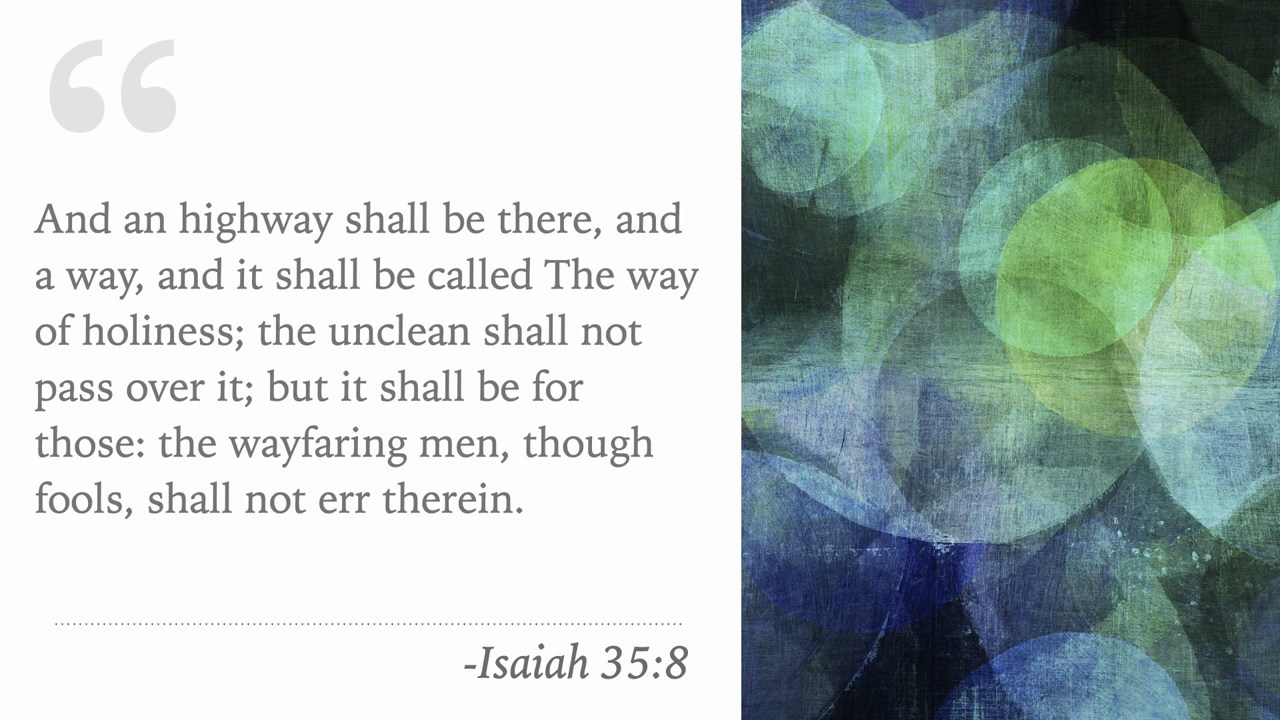 “
And an highway shall be there, and
a way, and it shall be called The way
of holiness; the unclean shall not
pass over it; but it shall be for
those: the wayfaring men, though
fools, shall not err therein.
-Isaiah 35:8